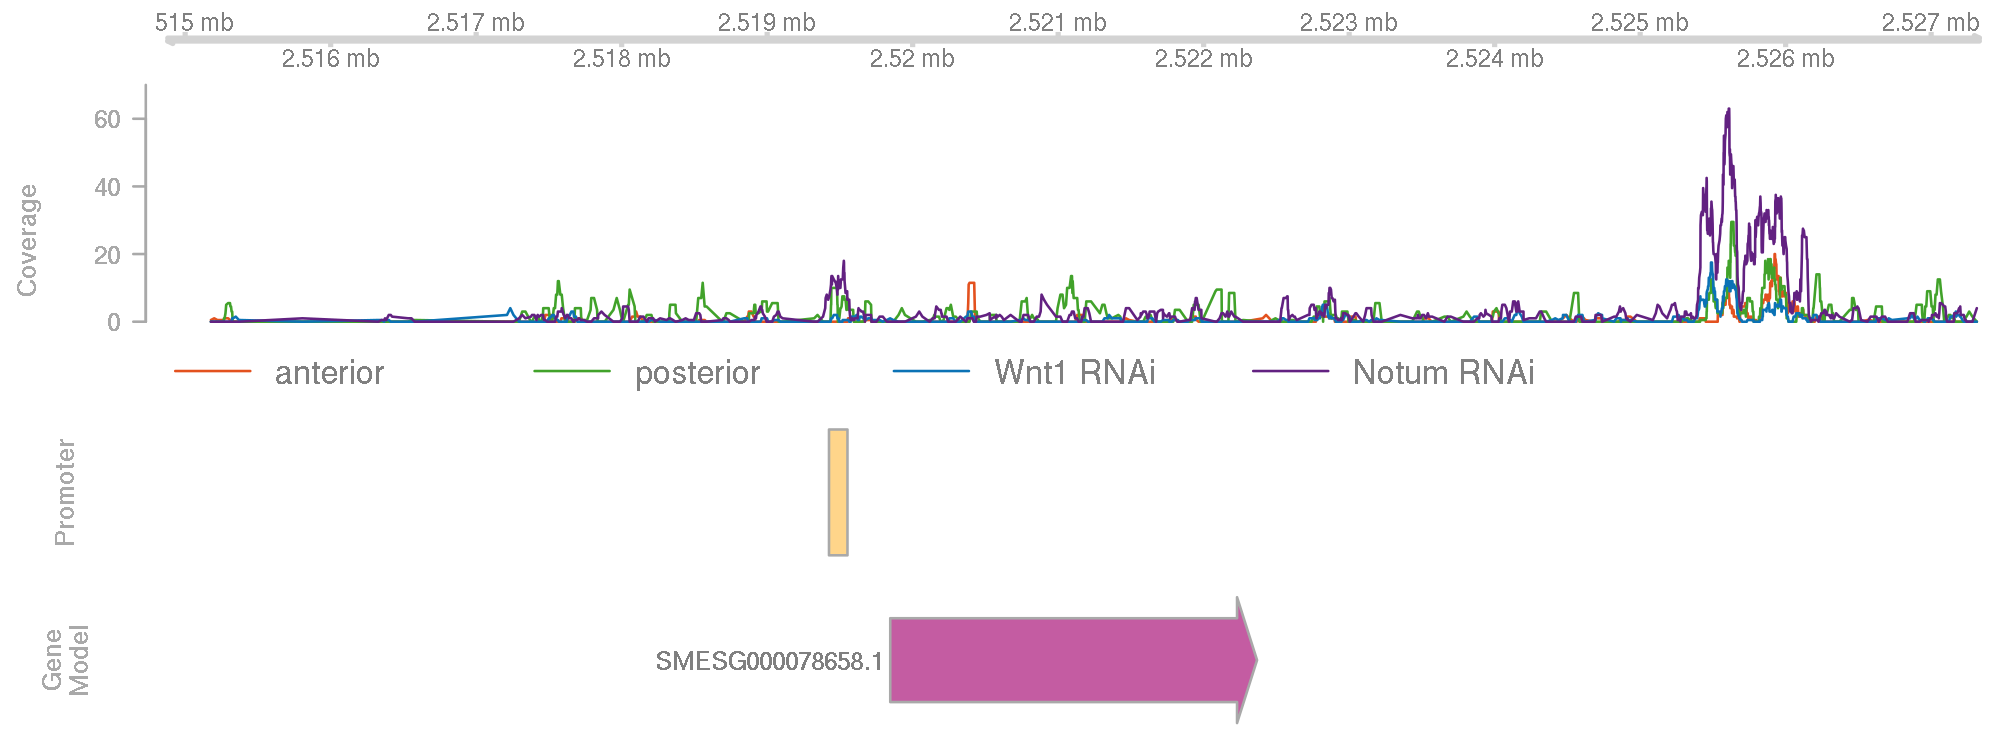 515 mb 2.517 mb 2.519 mb 2.521 mb 2.523 mb 2.525 mb 2.527 mb
2.516 mb 2.518 mb 2.52 mb 2.522 mb 2.524 mb 2.526 mb
Coverage
60
40
20
0
anterior posterior Wnt1 RNAi Notum RNAi
Promoter
Gene
Model
SMESG000078658.1